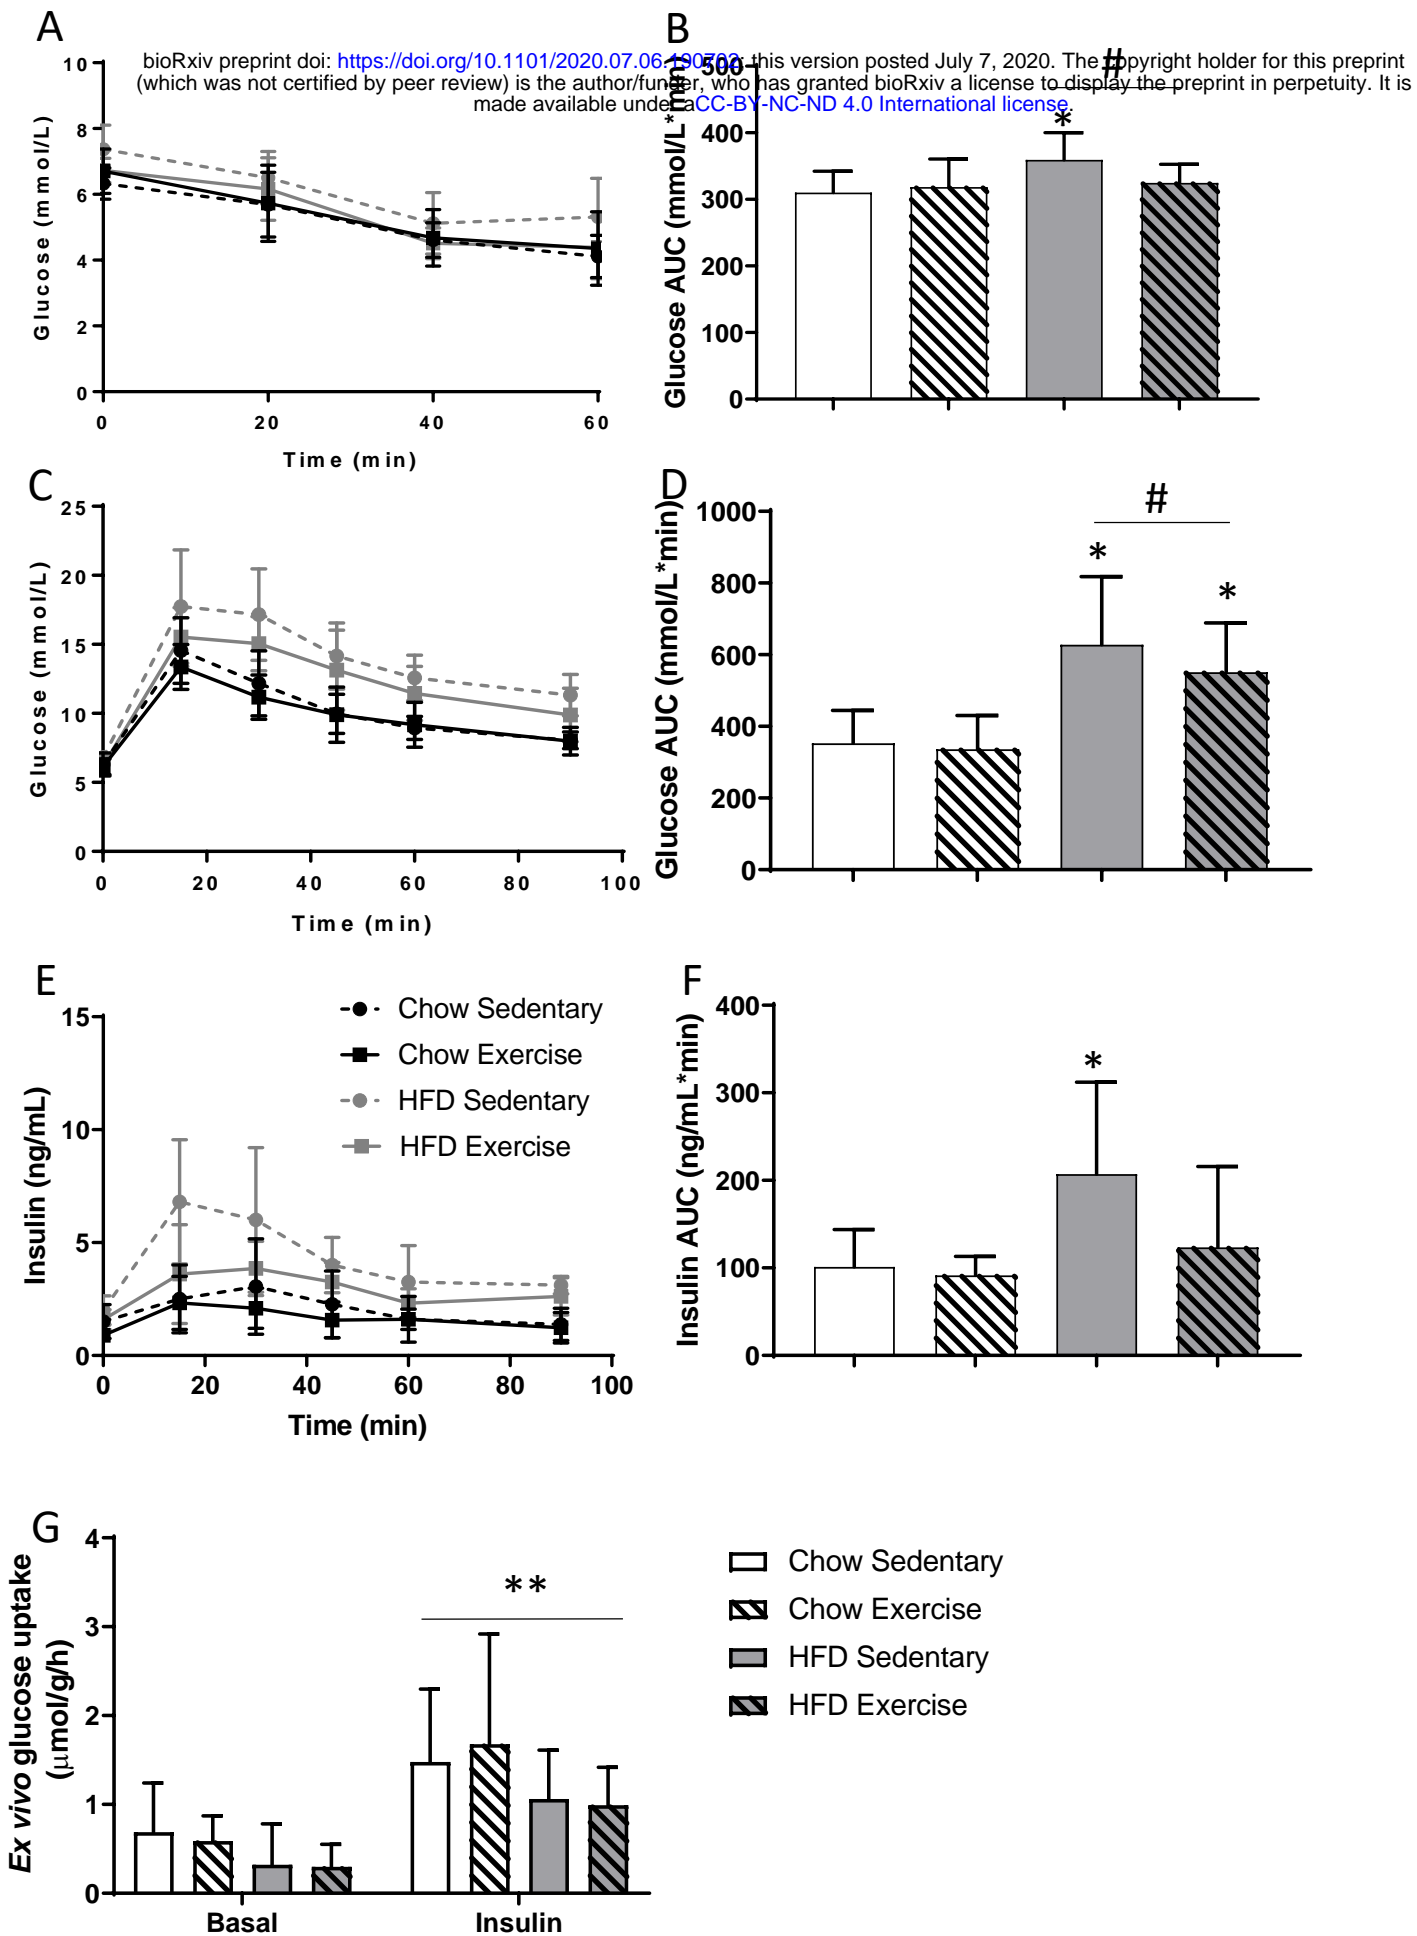 A
B
bioRxiv preprint doi: https://doi.org/10.1101/2020.07.06.190702; this version posted July 7, 2020. The copyright holder for this preprint
(which was not certified by peer review) is the author/funder, who has granted bioRxiv a license to display the preprint in perpetuity. It is
made available under aCC-BY-NC-ND 4.0 International license.
10
8
6
4
2
0
Glucose (mmol/L)
0 20 40 60
Time (min)
500
400
300
200
100
0
Glucose AUC (mmol/L*min)
#
*
C
25
20
15
10
5
0
Glucose (mmol/L)
0 20 40 60 80 100
Time (min)
D
1000
800
600
400
200
0
Glucose AUC (mmol/L*min)
#
*
*
E
15
10
5
0
Insulin (ng/mL)
Chow Sedentary
Chow Exercise
HFD Sedentary
HFD Exercise
0 20 40 60 80 100
Time (min)
F
400
300
200
100
0
Insulin AUC (ng/mL*min)
*
G
4
3
2
1
0
Ex vivo glucose uptake
(μmol/g/h)
**
Basal Insulin
Chow Sedentary
Chow Exercise
HFD Sedentary
HFD Exercise